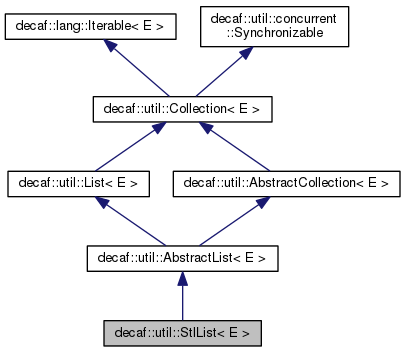 decaf::lang::Iterable< E >
decaf::util::concurrent
::Synchronizable
decaf::util::Collection< E >
decaf::util::List< E >
decaf::util::AbstractCollection< E >
decaf::util::AbstractList< E >
decaf::util::StlList< E >